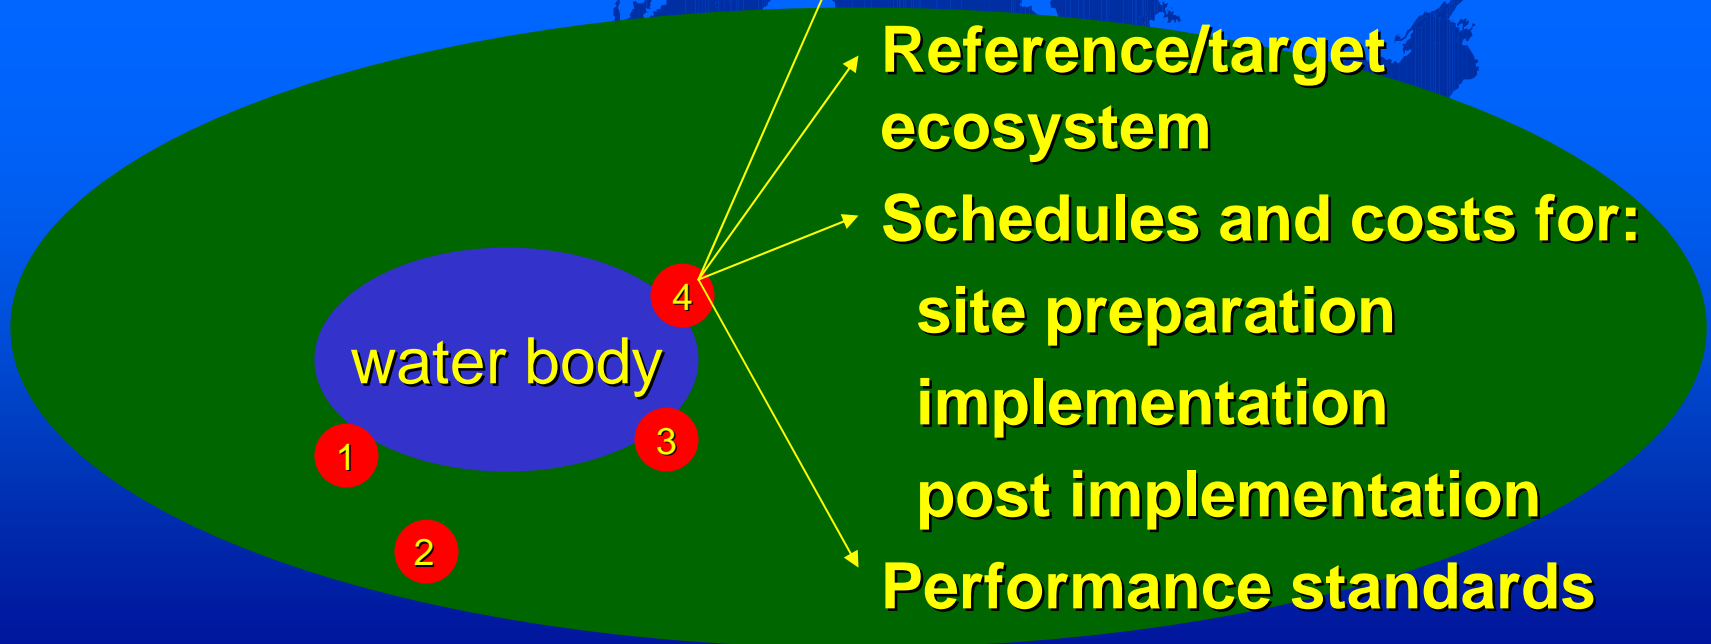 Reference/target
ecosystem
Schedules and costs for:
site preparation
implementation
post implementation
Performance standards
water body
4
3
1
2